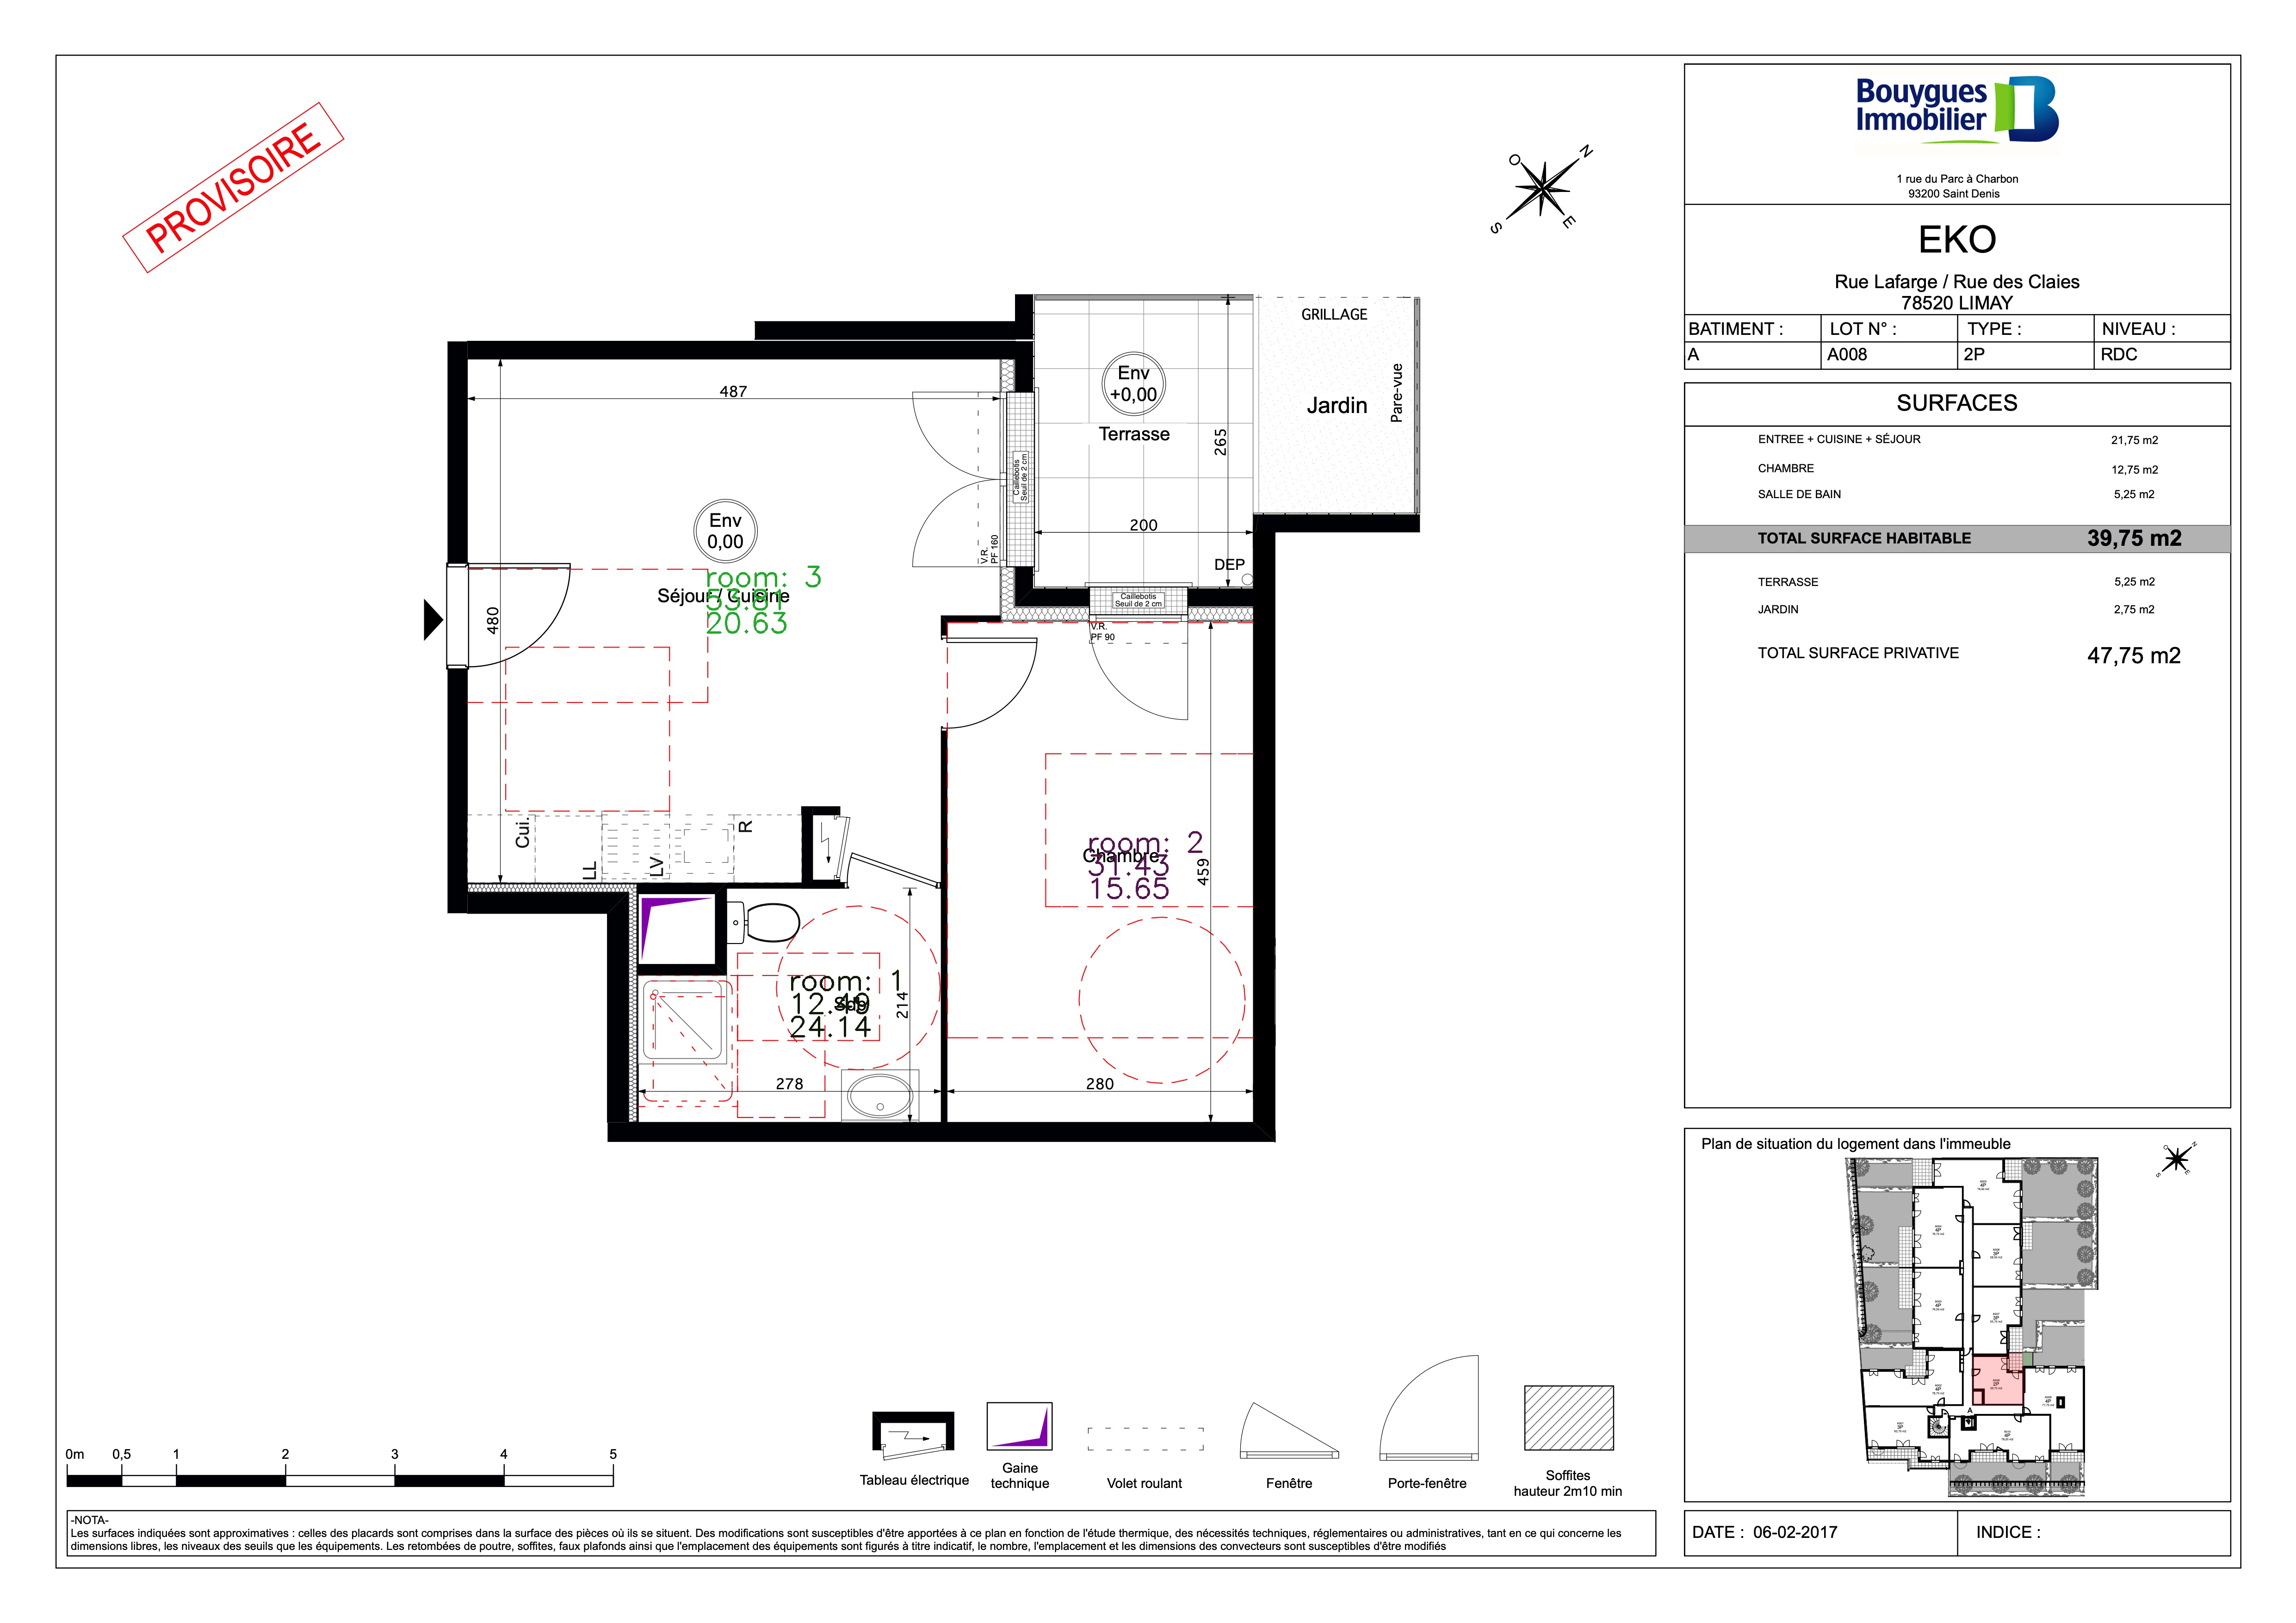 PROVISOIRE
O
N
S
E
GRILLAGE
Jardin
Pare-vue
Env
+0,00
Terrasse
265
200
DEP
487
Caillebotis
Seuil de 2 cm
V.R.
PF 160
Env
0,00
room: 3
Séjour / Cuisine
53.81
20.63
480
Caillebotis
Seuil de 2 cm
V.R.
PF 90
Cui.
LL
LV
R
room: 2
Chambre
31.43
15.65
459
room: 1
12.49
Sdb
24.14
214
278
280
0m
0,5
1
2
3
4
5
Tableau électrique
Gaine
technique
Volet roulant
Fenêtre
Porte-fenêtre
Soffites
hauteur 2m10 min
-NOTA-
Les surfaces indiquées sont approximatives : celles des placards sont comprises dans la surface des pièces où ils se situent. Des modifications sont susceptibles d'être apportées à ce plan en fonction de l'étude thermique, des nécessités techniques, réglementaires ou administratives, tant en ce qui concerne les
dimensions libres, les niveaux des seuils que les équipements. Les retombées de poutre, soffites, faux plafonds ainsi que l'emplacement des équipements sont figurés à titre indicatif, le nombre, l'emplacement et les dimensions des convecteurs sont susceptibles d'être modifiés
Bouygues
Immobilier
1 rue du Parc à Charbon
93200 Saint Denis
EKO
Rue Lafarge / Rue des Claies
78520 LIMAY
BATIMENT : LOT N° : TYPE : NIVEAU :
A A008 2P RDC
SURFACES
ENTREE + CUISINE + SÉJOUR 21,75 m2
CHAMBRE 12,75 m2
SALLE DE BAIN 5,25 m2
TOTAL SURFACE HABITABLE 39,75 m2
TERRASSE 5,25 m2
JARDIN 2,75 m2
TOTAL SURFACE PRIVATIVE 47,75 m2
Plan de situation du logement dans l'immeuble
O
N
S
E
4P
4P
3P
4P
3P
4P
2P
4P
3P
4P
A
DATE : 06-02-2017
INDICE :